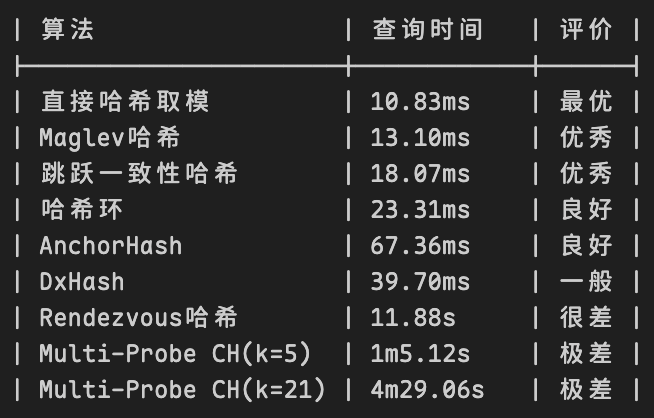 | 算法 | 查询时间 | 评价 |
| 直接哈希取模 | 10.83ms | 最优 |
| Maglev哈希 | 13.10ms | 优秀 |
| 跳跃一致性哈希 | 18.07ms | 优秀 |
| 哈希环 | 23.31ms | 良好 |
| AnchorHash | 67.36ms | 良好 |
| DxHash | 39.70ms | 一般 |
| Rendezvous哈希 | 11.88s | 很差 |
| Multi-Probe CH(k=5) | 1m5.12s | 极差 |
| Multi-Probe CH(k=21) | 4m29.06s | 极差 |